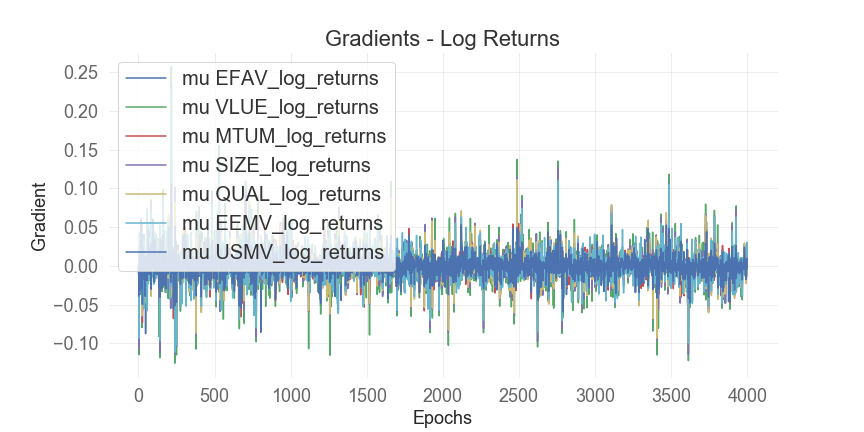 Gradients - Log Returns
0.25
0.20
0.15
0.10
0.05
0.00
−0.05
−0.10
Gradient
mu EFAV_log_returns
mu VLUE_log_returns
mu MTUM_log_returns
mu SIZE_log_returns
mu QUAL_log_returns
mu EEMV_log_returns
mu USMV_log_returns
0 500 1000 1500 2000 2500 3000 3500 4000
Epochs